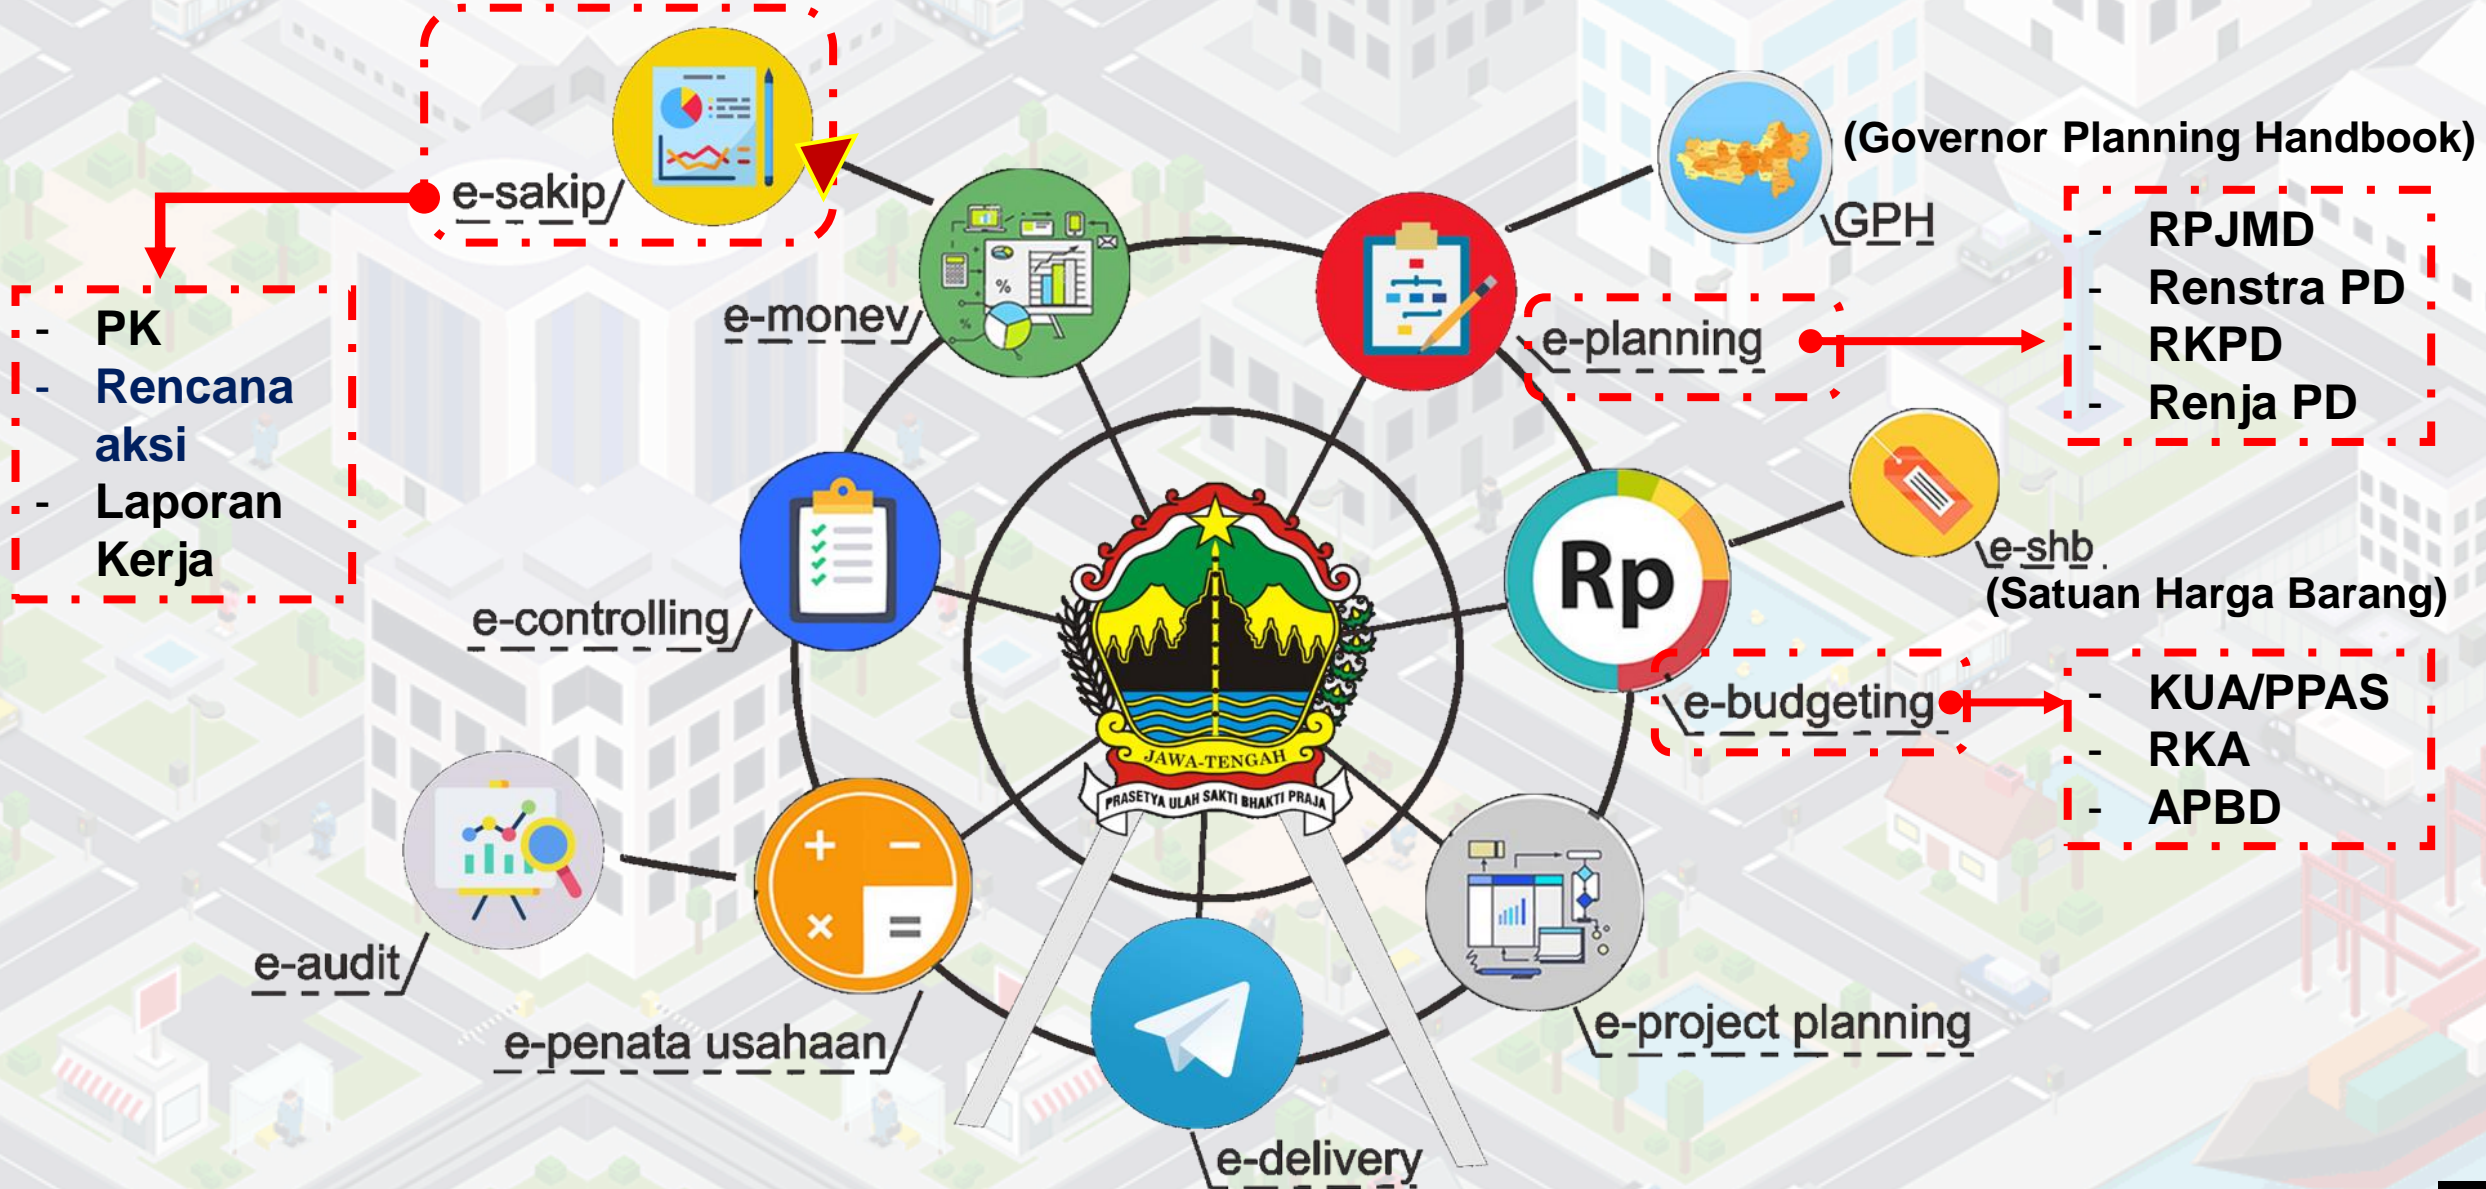 e-sakip
- PK
- Rencana
aksi
- Laporan
Kerja
e-monev
%
%
e-controlling
e-audit
+ −
× =
e-penata usahaan
e-delivery
e-project planning
JAWA-TENGAH
PRASETYA ULAH SAKTI BHAKTI PRAJA
(Governor Planning Handbook)
GPH
e-planning
- RPJMD
- Renstra PD
- RKPD
- Renja PD
e-shb
(Satuan Harga Barang)
Rp
e-budgeting
- KUA/PPAS
- RKA
- APBD